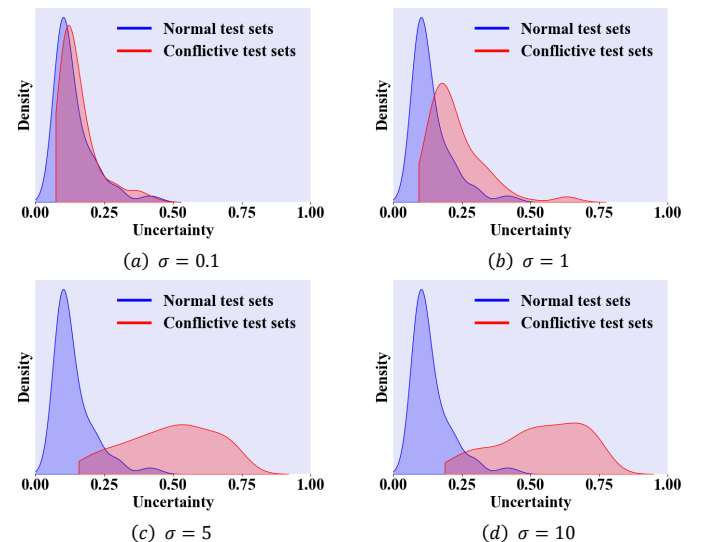 Normal test sets
Conflictive test sets
Density
0.00 0.25 0.50 0.75 1.00
Uncertainty
(a) σ = 0.1
Normal test sets
Conflictive test sets
Density
0.00 0.25 0.50 0.75 1.00
Uncertainty
(b) σ = 1
Normal test sets
Conflictive test sets
Density
0.00 0.25 0.50 0.75 1.00
Uncertainty
(c) σ = 5
Normal test sets
Conflictive test sets
Density
0.00 0.25 0.50 0.75 1.00
Uncertainty
(d) σ = 10